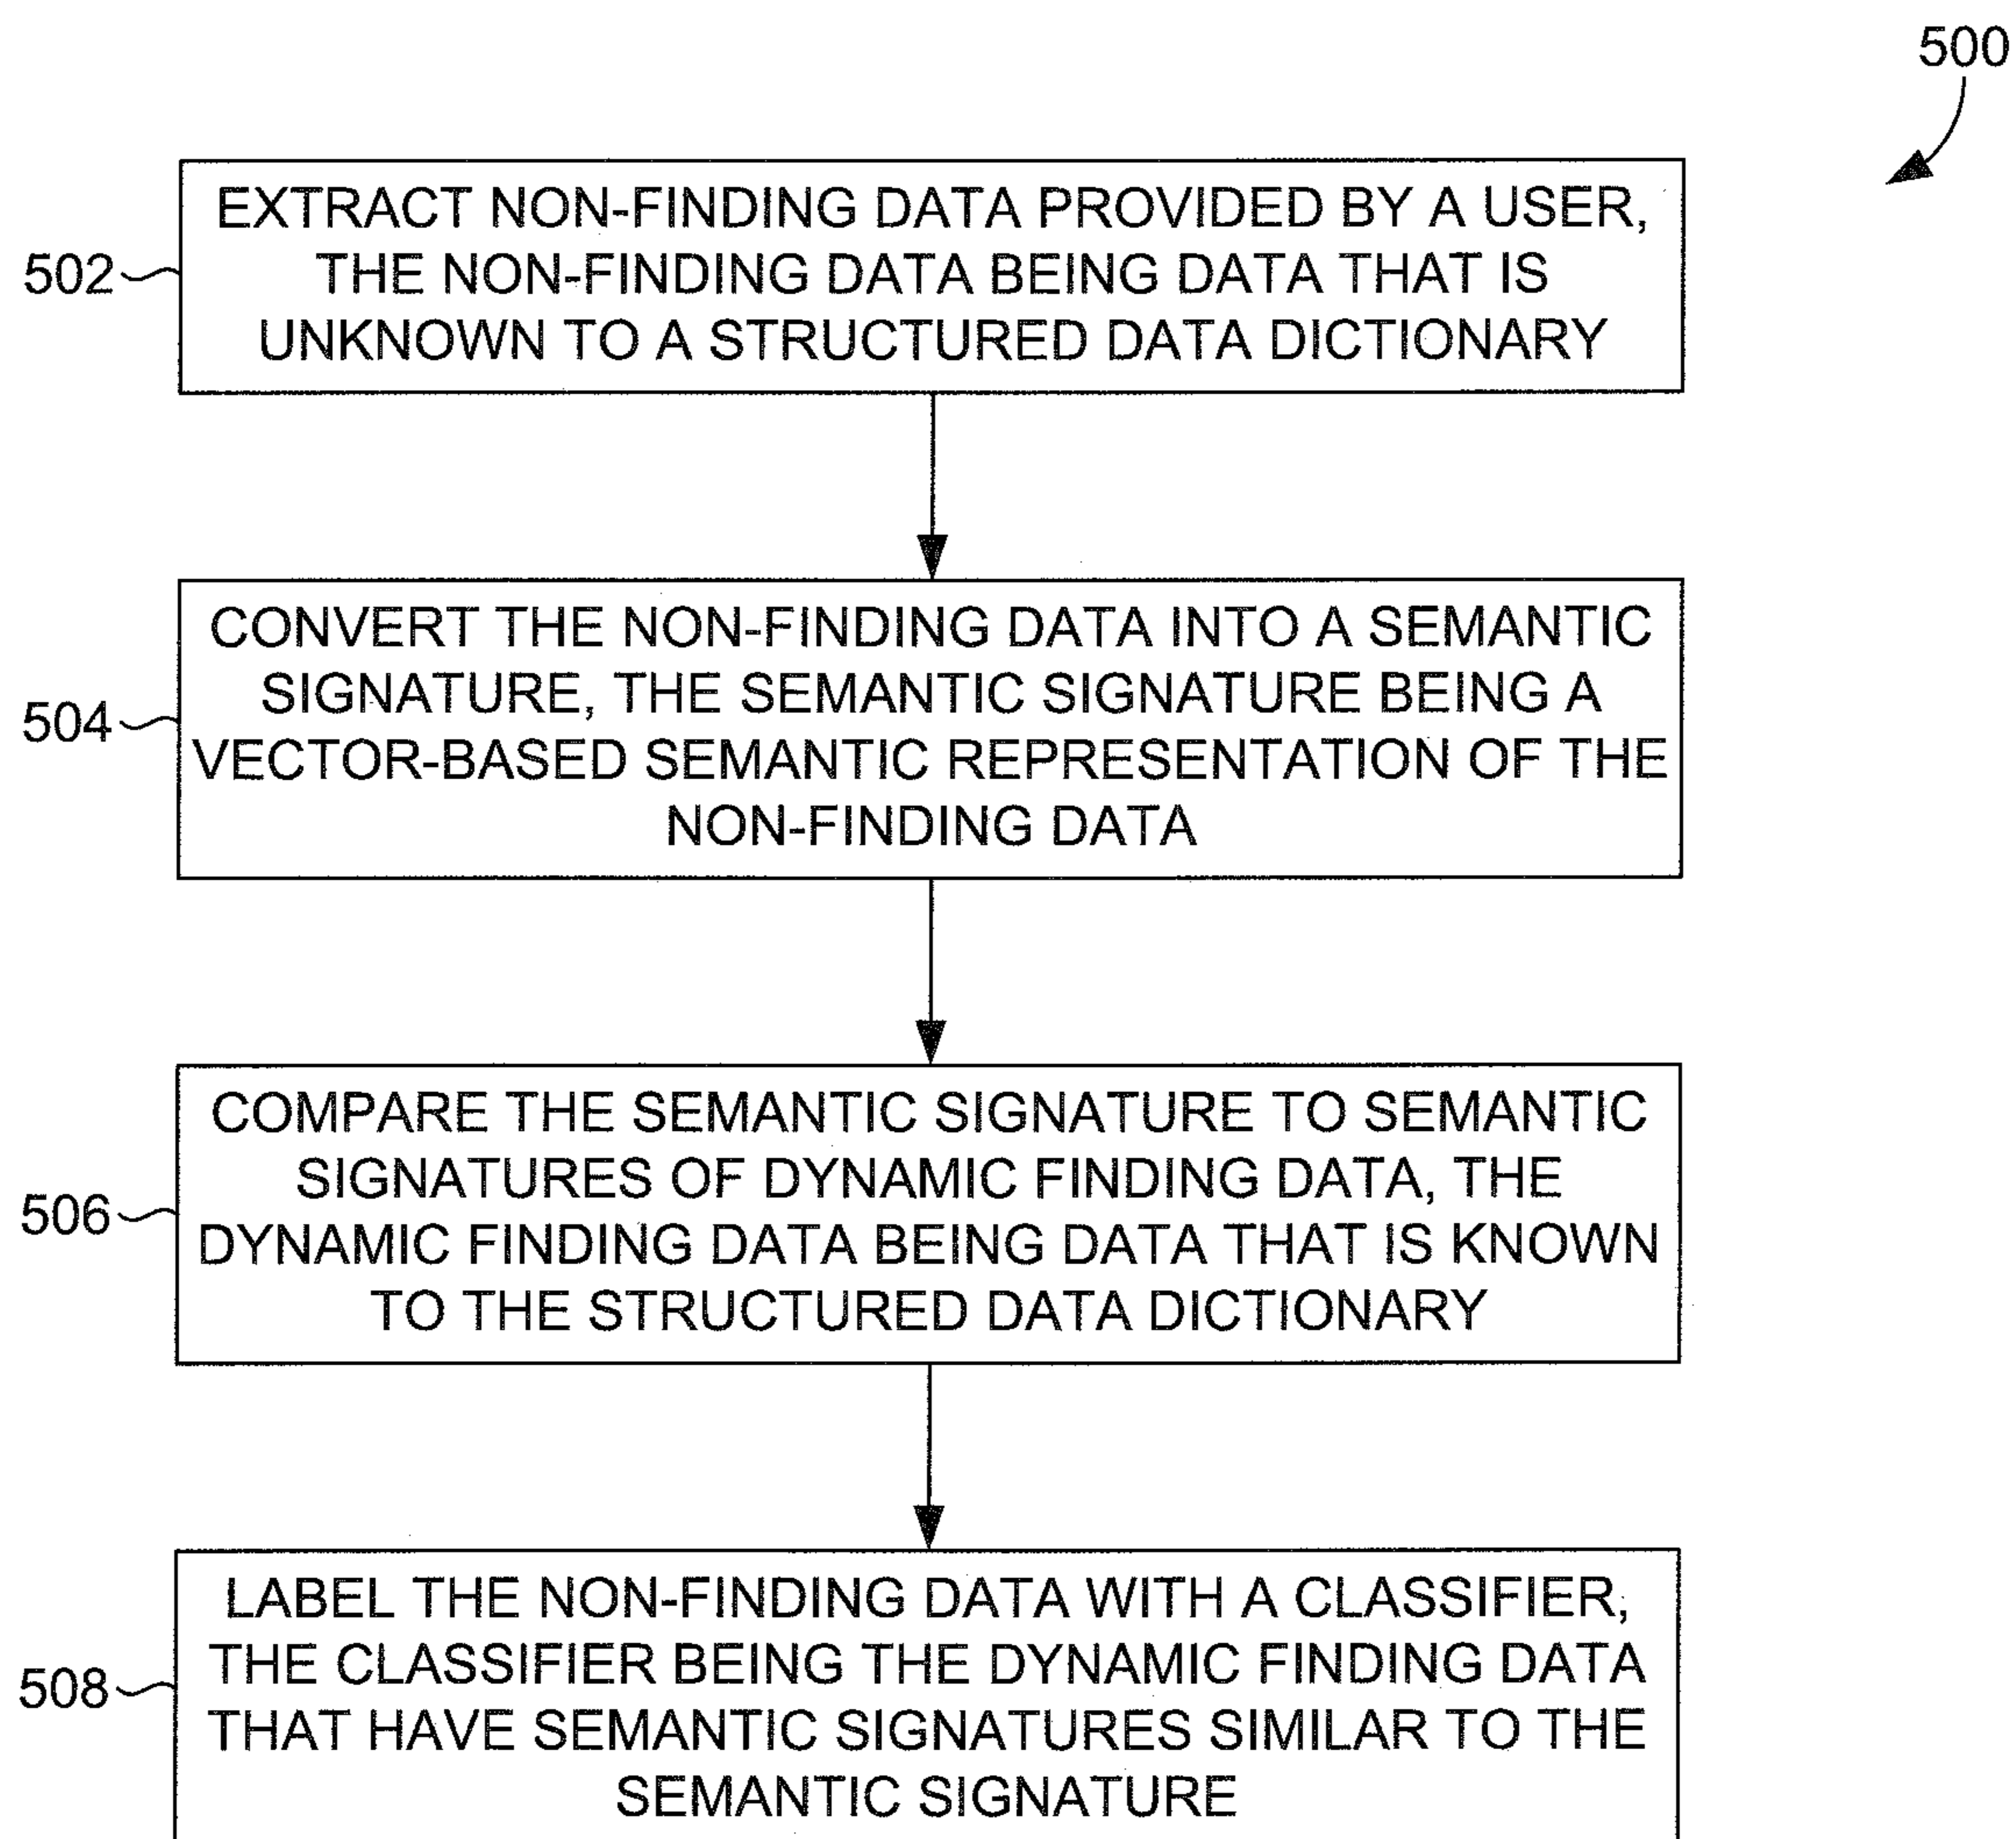 500
EXTRACT NON-FINDING DATA PROVIDED BY A USER,
THE NON-FINDING DATA BEING DATA THAT IS
UNKNOWN TO A STRUCTURED DATA DICTIONARY
502
CONVERT THE NON-FINDING DATA INTO A SEMANTIC
SIGNATURE, THE SEMANTIC SIGNATURE BEING A
VECTOR-BASED SEMANTIC REPRESENTATION OF THE
NON-FINDING DATA
504
COMPARE THE SEMANTIC SIGNATURE TO SEMANTIC
SIGNATURES OF DYNAMIC FINDING DATA, THE
DYNAMIC FINDING DATA BEING DATA THAT IS KNOWN
TO THE STRUCTURED DATA DICTIONARY
506
LABEL THE NON-FINDING DATA WITH A CLASSIFIER,
THE CLASSIFIER BEING THE DYNAMIC FINDING DATA
THAT HAVE SEMANTIC SIGNATURES SIMILAR TO THE
SEMANTIC SIGNATURE
508